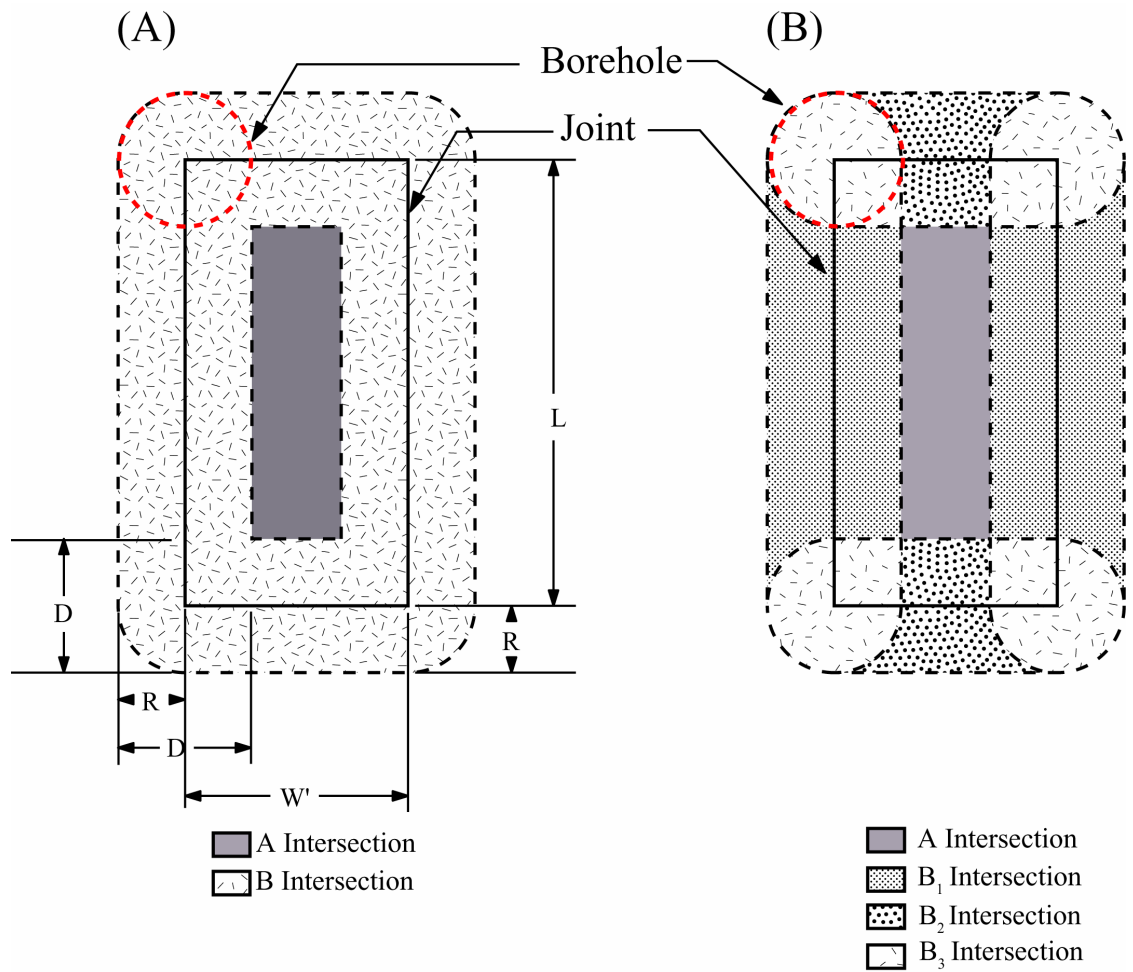 (A)
(B)
Borehole
Joint
L
D
R
R
D
W'
A Intersection
B Intersection
A Intersection
B₁ Intersection
B₂ Intersection
B₃ Intersection